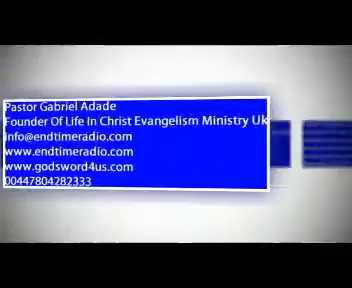 Pastor Gabriel Adade
Founder Of Life In Christ Evangelism Ministry Uk
Info@endtimeradio.com
www.endtimeradio.com
www.godsword4us.com
00447804282333